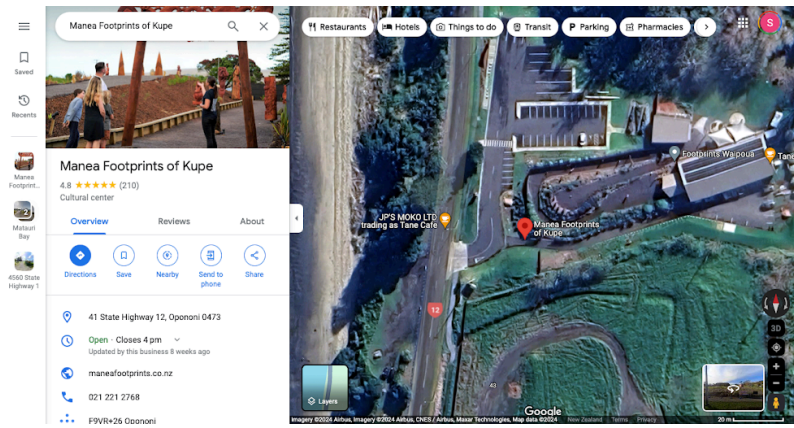 Manea Footprints of Kupe
Restaurants
Hotels
Things to do
Transit
Parking
Pharmacies
S
Saved
Recents
Manea
Footprint...
2
Matauri
Bay
4560 State
Highway 1
Manea Footprints of Kupe
4.8 ★★★★★ (210)
Cultural center
Overview
Reviews
About
Directions
Save
Nearby
Send to
phone
Share
41 State Highway 12, Opononi 0473
Open · Closes 4 pm
Updated by this business 8 weeks ago
maneafootprints.co.nz
021 221 2768
F9VR+26 Opononi
Footprints Waipoua
Tane
JP'S MOKO LTD
trading as Tane Cafe
Manea Footprints
of Kupe
12
43
3D
Layers
Google
Imagery ©2024 Airbus, Imagery ©2024 Airbus, CNES / Airbus, Maxar Technologies, Map data ©2024
New Zealand
Terms
Privacy
20 m